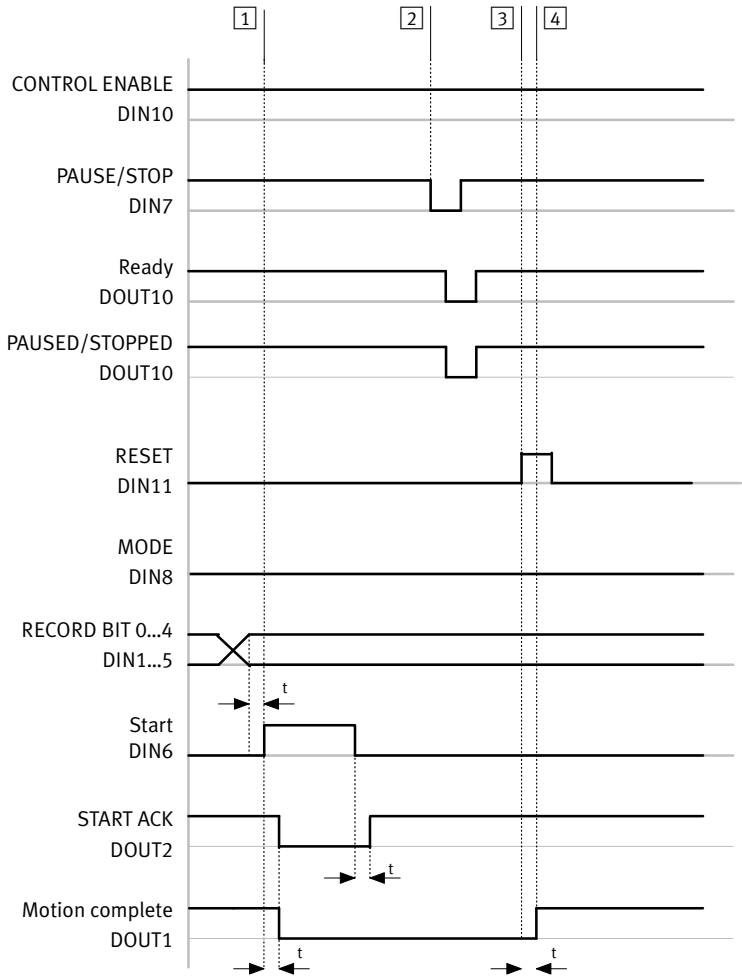 1 2 3 4
CONTROL ENABLE
DIN10
PAUSE/STOP
DIN7
Ready
DOUT10
PAUSED/STOPPED
DOUT10
RESET
DIN11
MODE
DIN8
RECORD BIT 0...4
DIN1...5
t
Start
DIN6
START ACK
DOUT2
t
Motion complete
DOUT1
t t